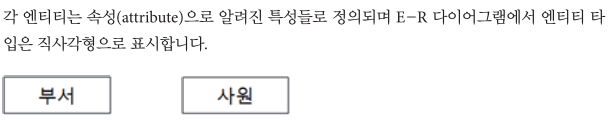 각 엔티티는 속성(attribute)으로 알려진 특성들로 정의되며 E-R 다이어그램에서 엔티티 타
입은 직사각형으로 표시합니다.
부서 사원